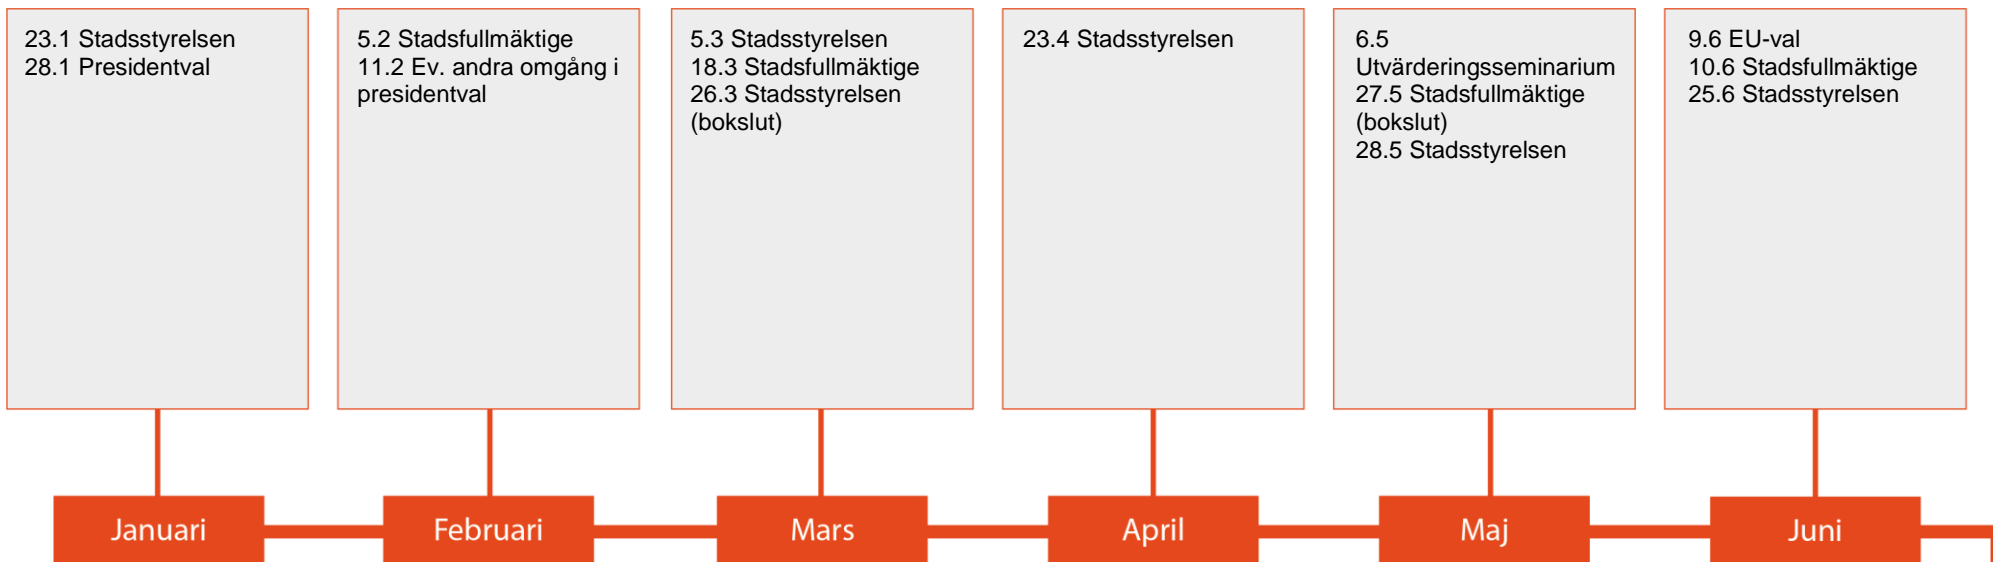 23.1 Stadsstyrelsen
28.1 Presidentval
5.2 Stadsfullmäktige
11.2 Ev. andra omgång i
presidentval
5.3 Stadsstyrelsen
18.3 Stadsfullmäktige
26.3 Stadsstyrelsen
(bokslut)
23.4 Stadsstyrelsen
6.5
Utvärderingsseminarium
27.5 Stadsfullmäktige
(bokslut)
28.5 Stadsstyrelsen
9.6 EU-val
10.6 Stadsfullmäktige
25.6 Stadsstyrelsen
Januari
Februari
Mars
April
Maj
Juni